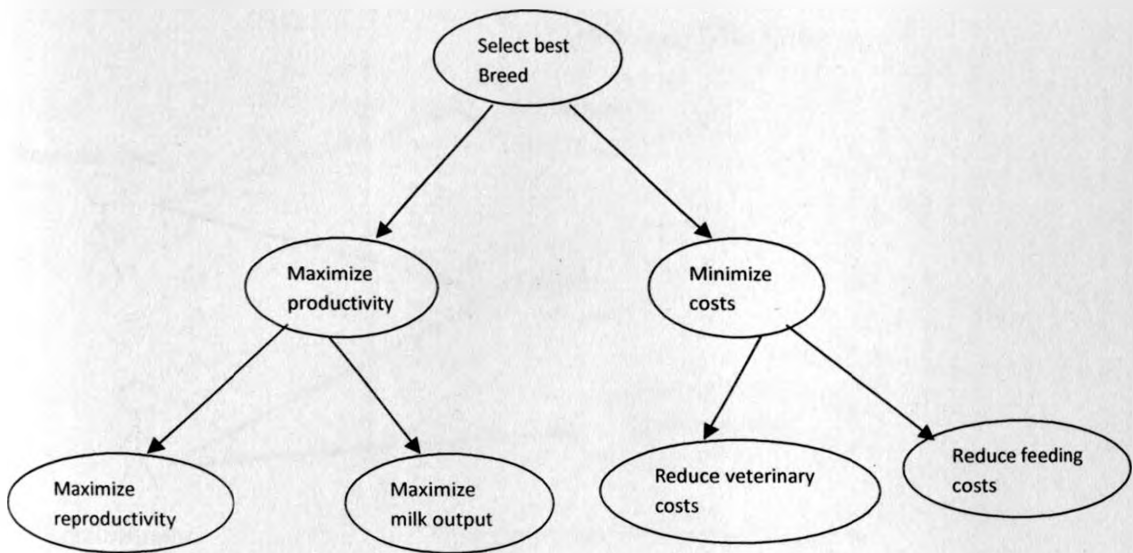 Select best
Breed
Maximize
productivity
Minimize
costs
Maximize
reproductivity
Maximize
milk output
Reduce veterinary
costs
Reduce feeding
costs